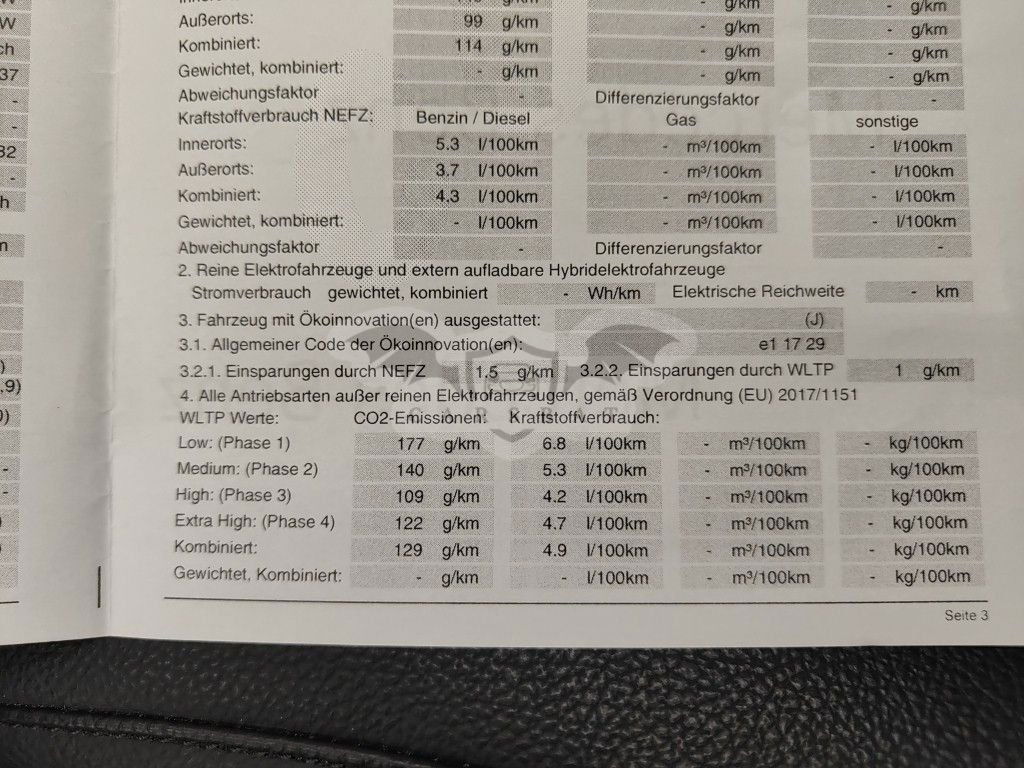 W
ch
37
-
-
32
-
h
m
)
,9)
0)
-
-
)
)
-
g/km - g/km - g/km
Außerorts: 99 g/km - g/km - g/km
Kombiniert: 114 g/km - g/km - g/km
Gewichtet, kombiniert: - g/km - g/km - g/km
Abweichungsfaktor - Differenzierungsfaktor -
Kraftstoffverbrauch NEFZ: Benzin / Diesel Gas sonstige
Innerorts: 5.3 l/100km - m³/100km - l/100km
Außerorts: 3.7 l/100km - m³/100km - l/100km
Kombiniert: 4.3 l/100km - m³/100km - l/100km
Gewichtet, kombiniert: - l/100km - m³/100km - l/100km
Abweichungsfaktor - Differenzierungsfaktor -
2. Reine Elektrofahrzeuge und extern aufladbare Hybridelektrofahrzeuge
Stromverbrauch gewichtet, kombiniert - Wh/km Elektrische Reichweite - km
3. Fahrzeug mit Ökoinnovation(en) ausgestattet: (J)
3.1. Allgemeiner Code der Ökoinnovation(en): e1 17 29
3.2.1. Einsparungen durch NEFZ 1.5 g/km 3.2.2. Einsparungen durch WLTP 1 g/km
4. Alle Antriebsarten außer reinen Elektrofahrzeugen, gemäß Verordnung (EU) 2017/1151
WLTP Werte: CO2-Emissionen: Kraftstoffverbrauch:
Low: (Phase 1) 177 g/km 6.8 l/100km - m³/100km - kg/100km
Medium: (Phase 2) 140 g/km 5.3 l/100km - m³/100km - kg/100km
High: (Phase 3) 109 g/km 4.2 l/100km - m³/100km - kg/100km
Extra High: (Phase 4) 122 g/km 4.7 l/100km - m³/100km - kg/100km
Kombiniert: 129 g/km 4.9 l/100km - m³/100km - kg/100km
Gewichtet, Kombiniert: - g/km - l/100km - m³/100km - kg/100km
Seite 3